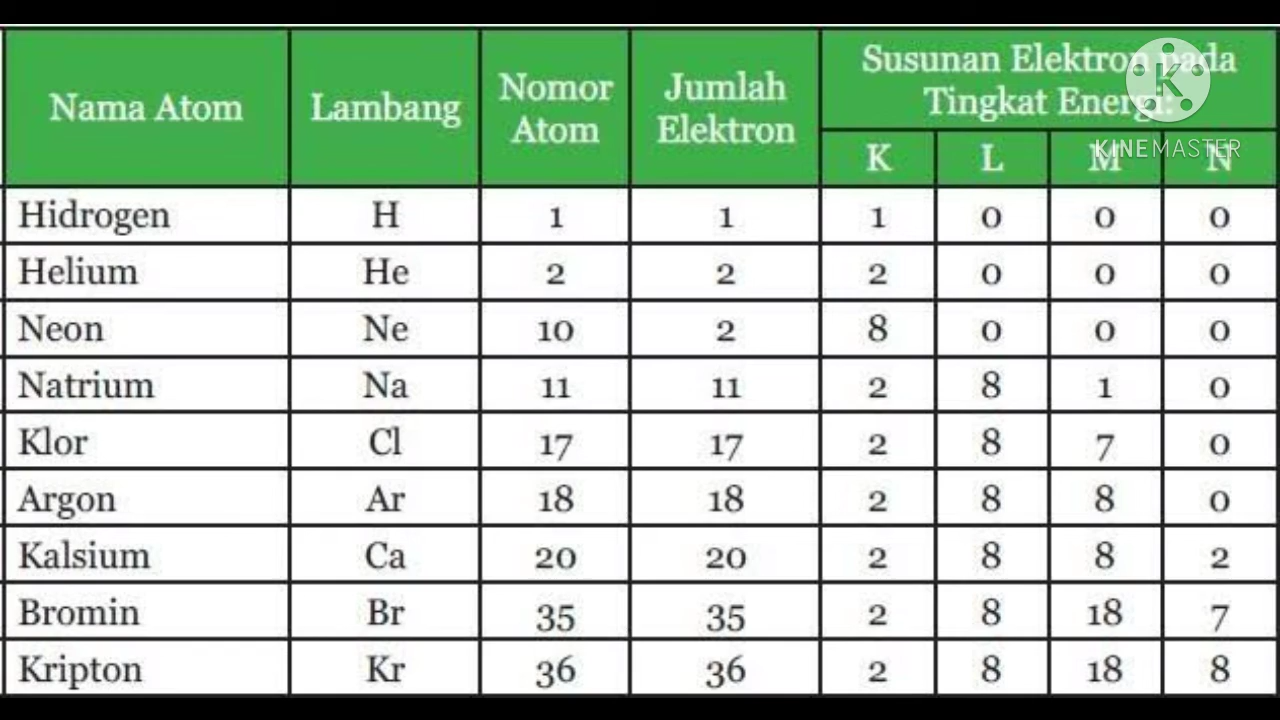 Nama Atom Lambang Nomor Atom Jumlah Elektron Susunan Elektron pada Tingkat Energi:
K L M N
KINEMASTER
Hidrogen H 1 1 1 0 0 0
Helium He 2 2 2 0 0 0
Neon Ne 10 2 8 0 0 0
Natrium Na 11 11 2 8 1 0
Klor Cl 17 17 2 8 7 0
Argon Ar 18 18 2 8 8 0
Kalsium Ca 20 20 2 8 8 2
Bromin Br 35 35 2 8 18 7
Kripton Kr 36 36 2 8 18 8